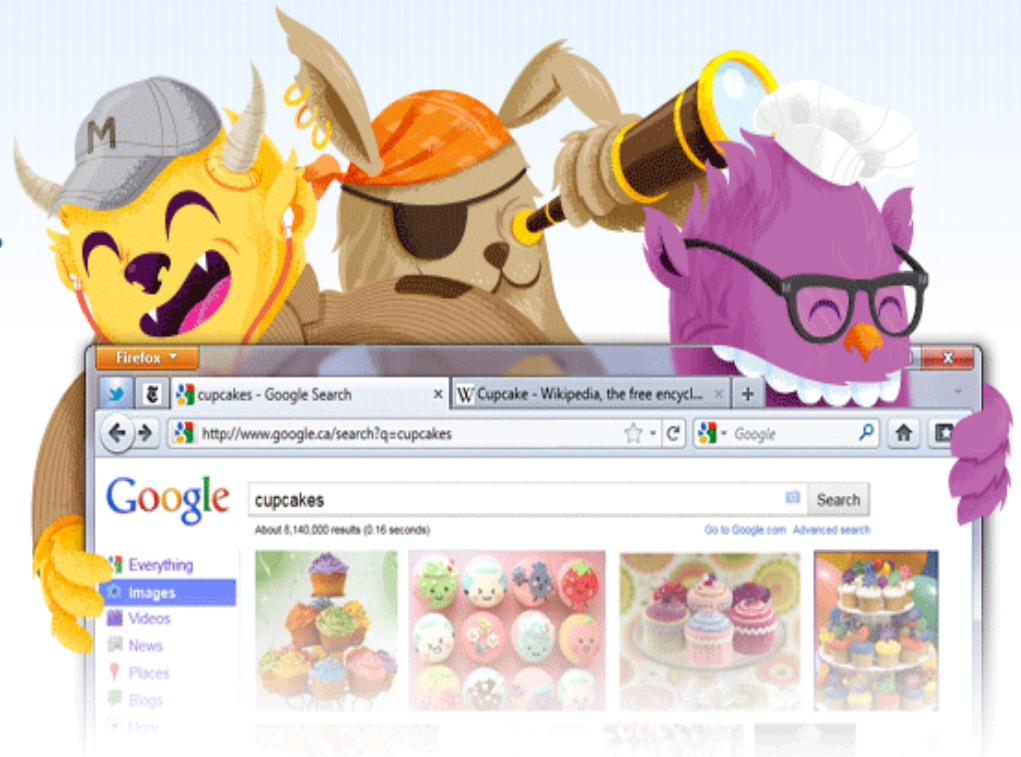 M
M M
Firefox
cupcakes - Google Search
W Cupcake - Wikipedia, the free encycl...
http://www.google.ca/search?q=cupcakes
Google
Google
cupcakes
Search
About 8,140,000 results (0.16 seconds)
Go to Google.com Advanced search
Everything
Images
Videos
News
Places
Blogs
More